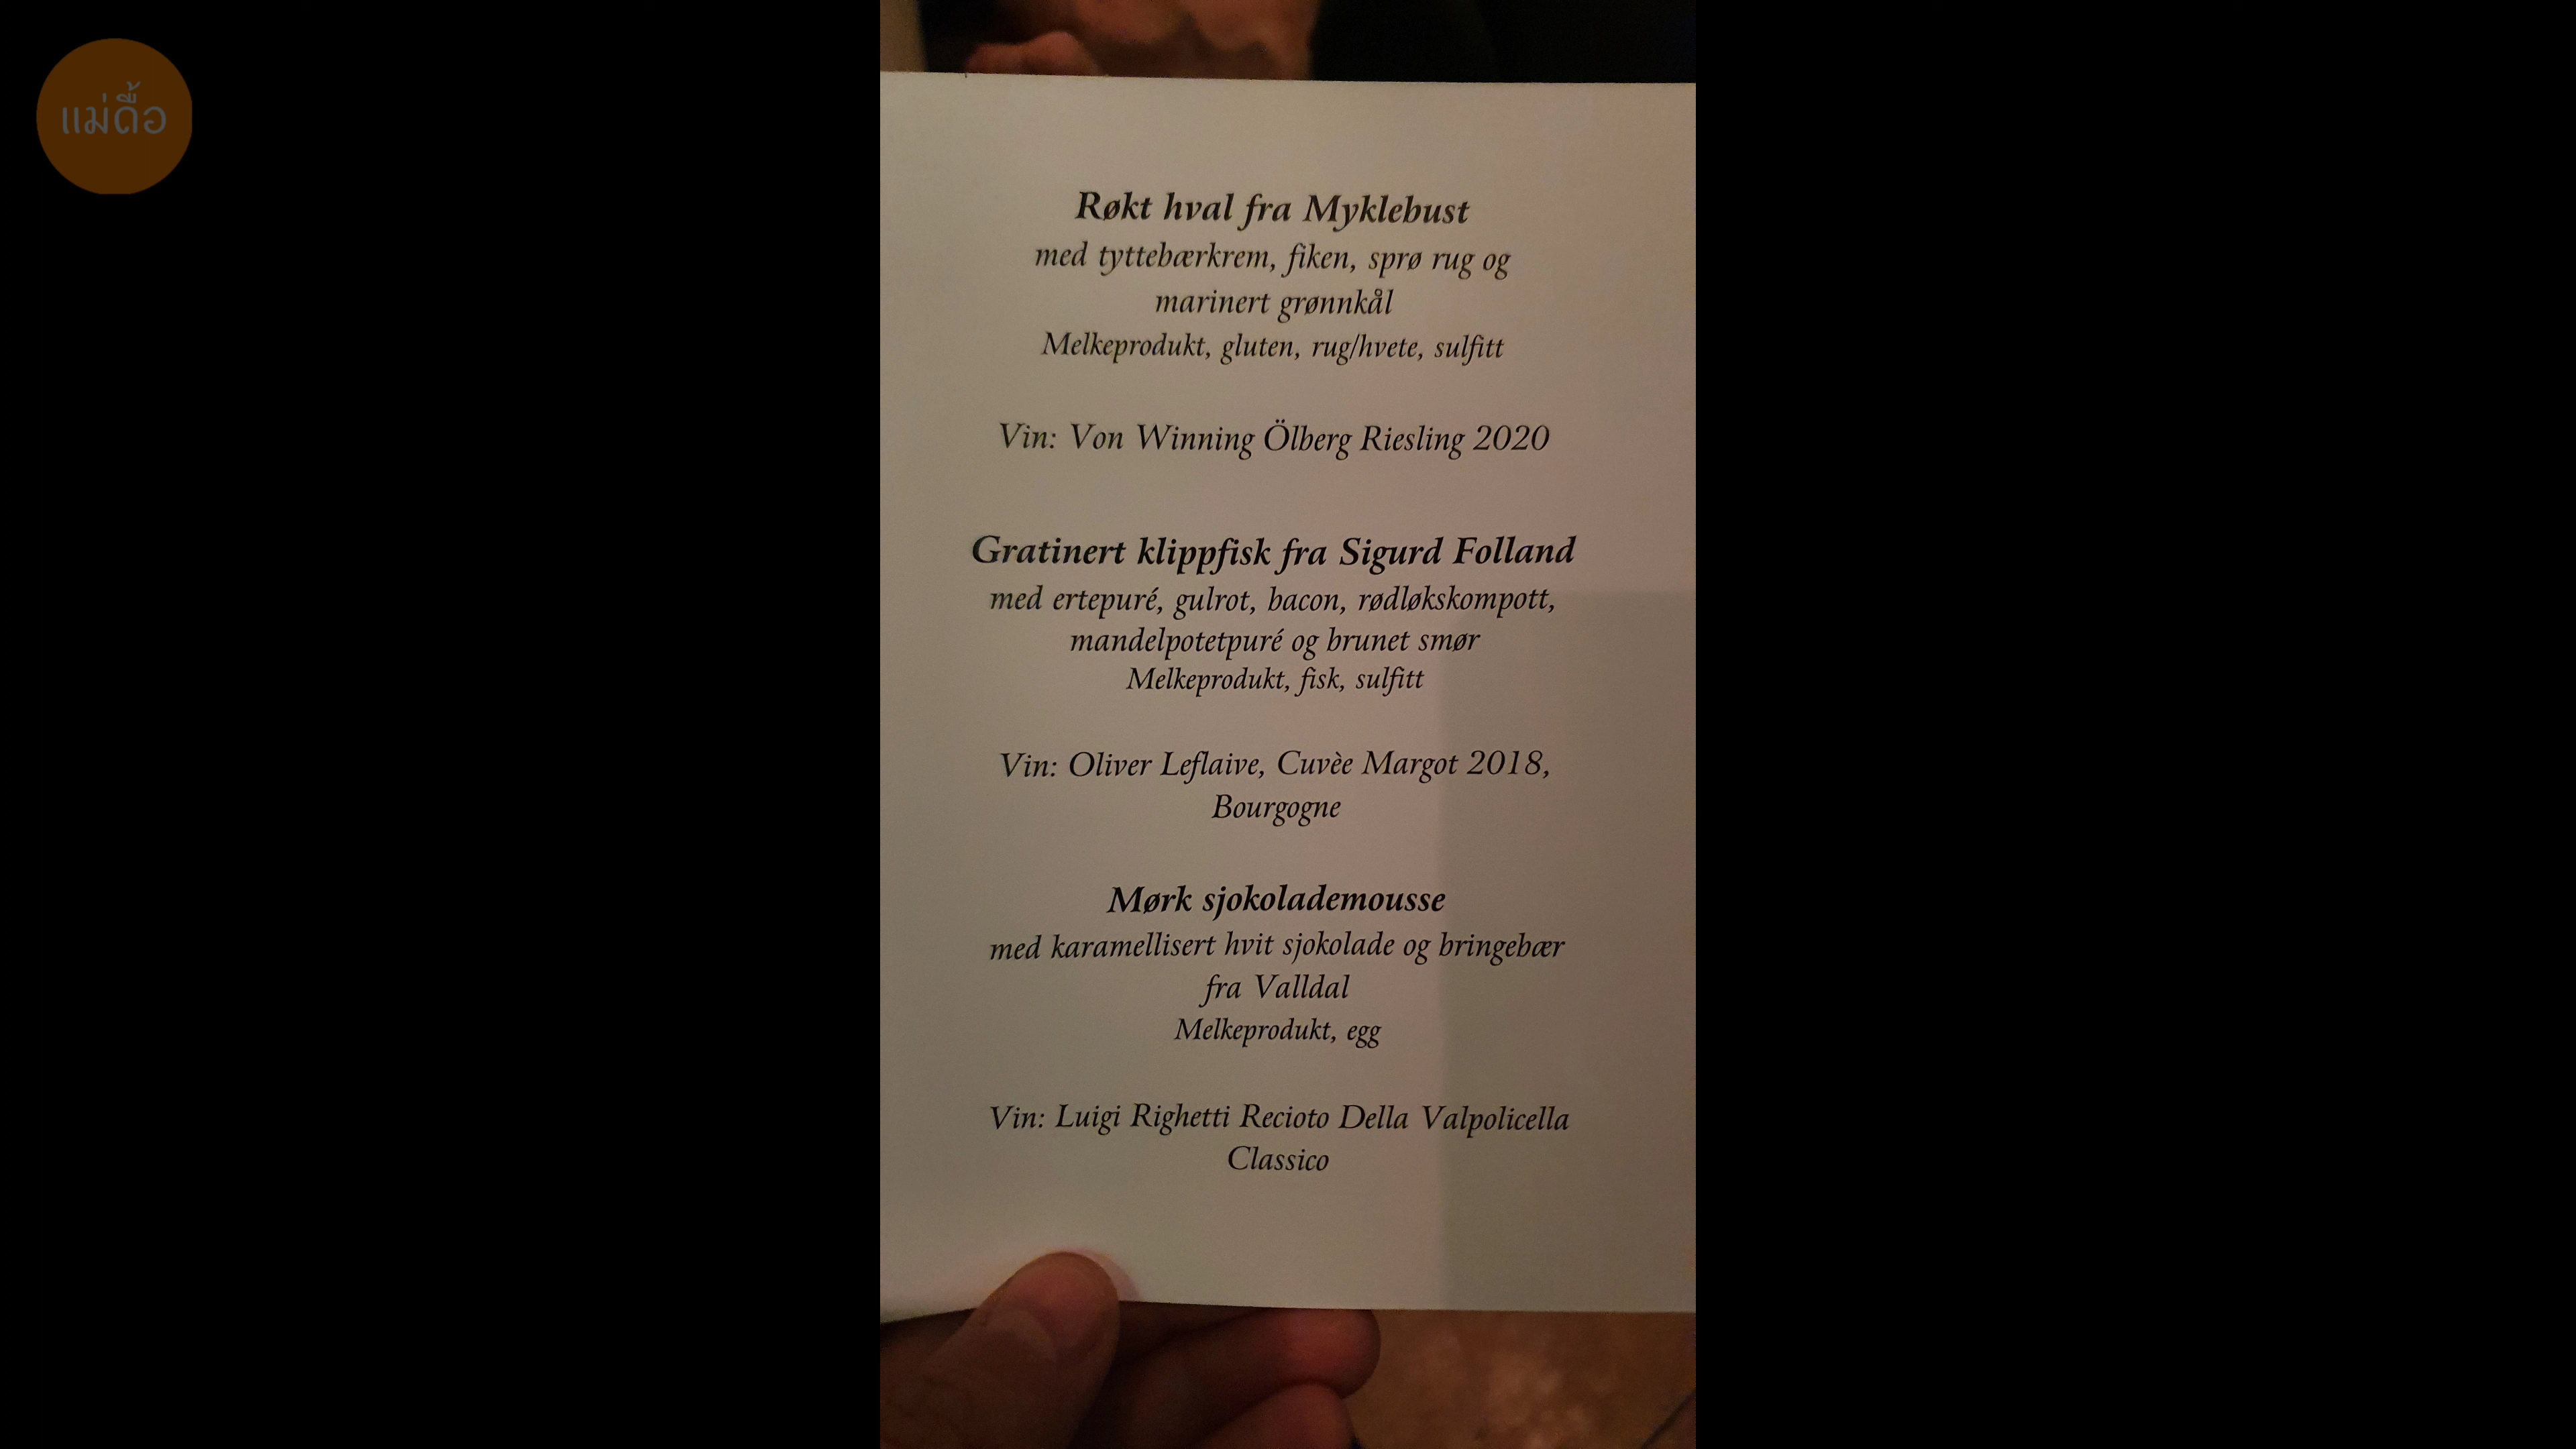 แม่ดื้อ
Røkt hval fra Myklebust
med tyttebærkrem, fiken, sprø rug og
marinert grønnkål
Melkeprodukt, gluten, rug/hvete, sulfitt
Vin: Von Winning Ölberg Riesling 2020
Gratinert klippfisk fra Sigurd Folland
med ertepuré, gulrot, bacon, rødløkskompott,
mandelpotetpuré og brunet smør
Melkeprodukt, fisk, sulfitt
Vin: Oliver Leflaive, Cuvèe Margot 2018,
Bourgogne
Mørk sjokolademousse
med karamellisert hvit sjokolade og bringebær
fra Valldal
Melkeprodukt, egg
Vin: Luigi Righetti Recioto Della Valpolicella
Classico